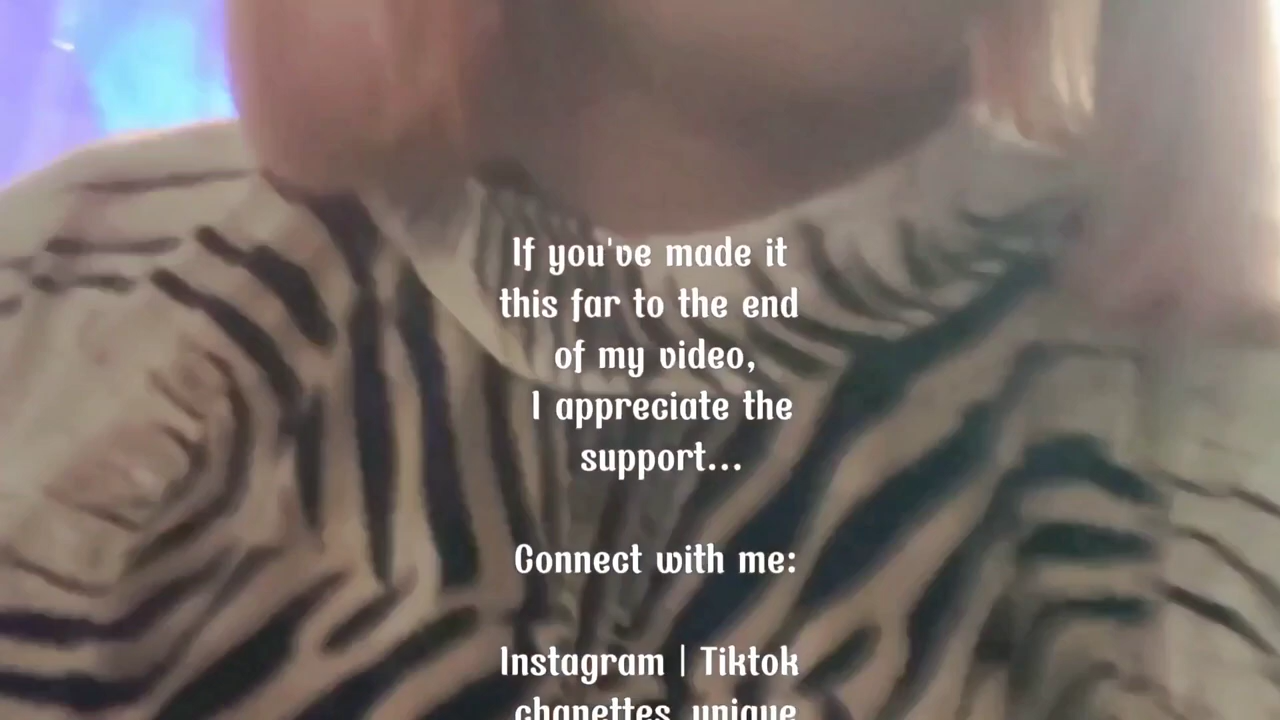 If you've made it
this far to the end
of my video,
I appreciate the
support...
Connect with me:
Instagram | Tiktok
chanettes_unique